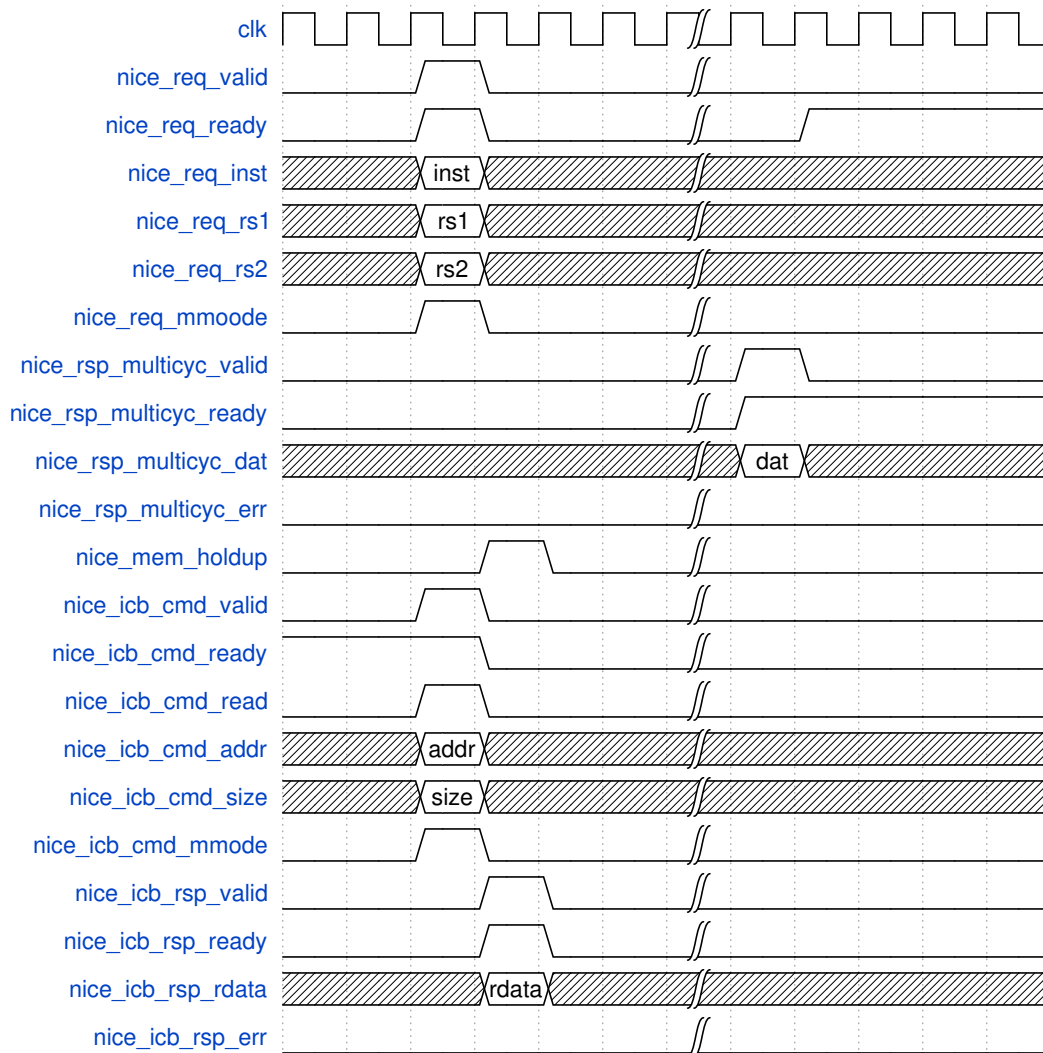 clk
nice_req_valid
nice_req_ready
nice_req_inst inst
nice_req_rs1 rs1
nice_req_rs2 rs2
nice_req_mmoode
nice_rsp_multicyc_valid
nice_rsp_multicyc_ready
nice_rsp_multicyc_dat dat
nice_rsp_multicyc_err
nice_mem_holdup
nice_icb_cmd_valid
nice_icb_cmd_ready
nice_icb_cmd_read
nice_icb_cmd_addr addr
nice_icb_cmd_size size
nice_icb_cmd_mmode
nice_icb_rsp_valid
nice_icb_rsp_ready
nice_icb_rsp_rdata rdata
nice_icb_rsp_err